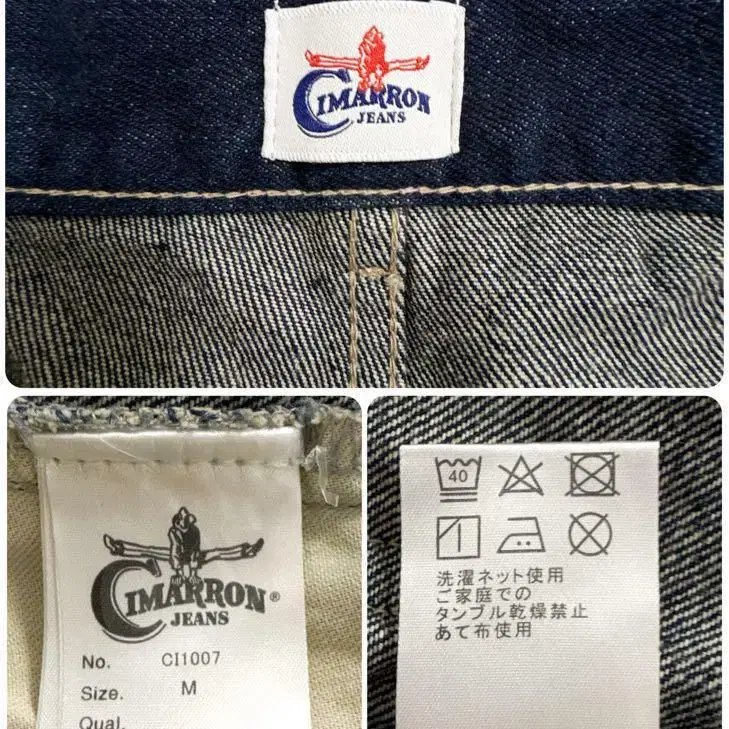 CIMARRON
JEANS
CIMARRON®
JEANS
No. CI1007
Size. M
Qual.
40
洗濯ネット使用
ご家庭での
タンブル乾燥禁止
あて布使用